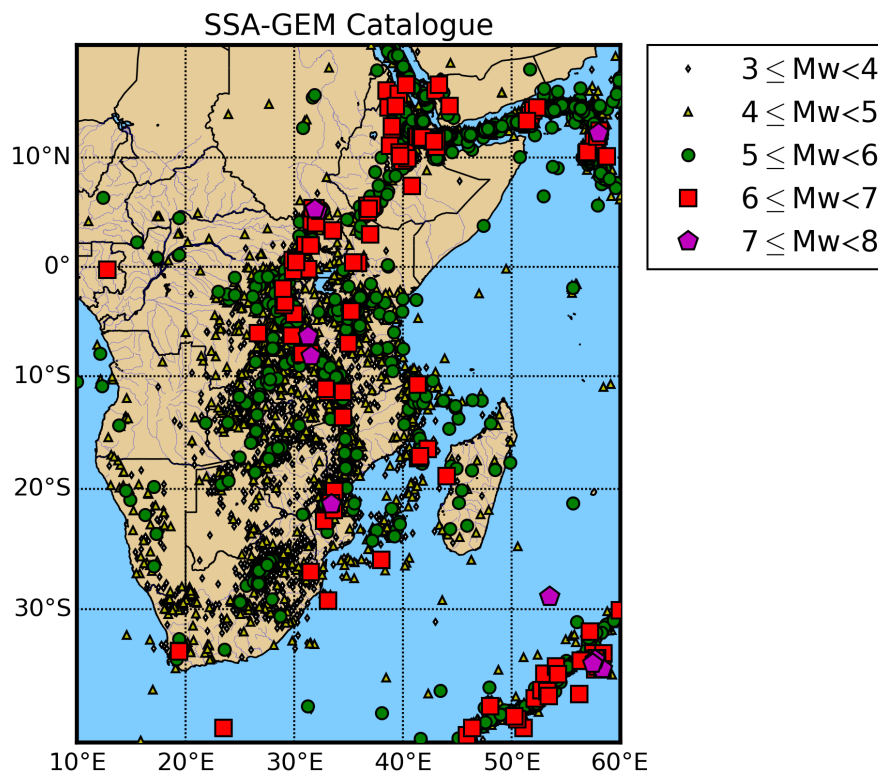 SSA-GEM Catalogue
3 ≤ Mw<4
4 ≤ Mw<5
5 ≤ Mw<6
6 ≤ Mw<7
7 ≤ Mw<8
10°N
0°
10°S
20°S
30°S
10°E 20°E 30°E 40°E 50°E 60°E